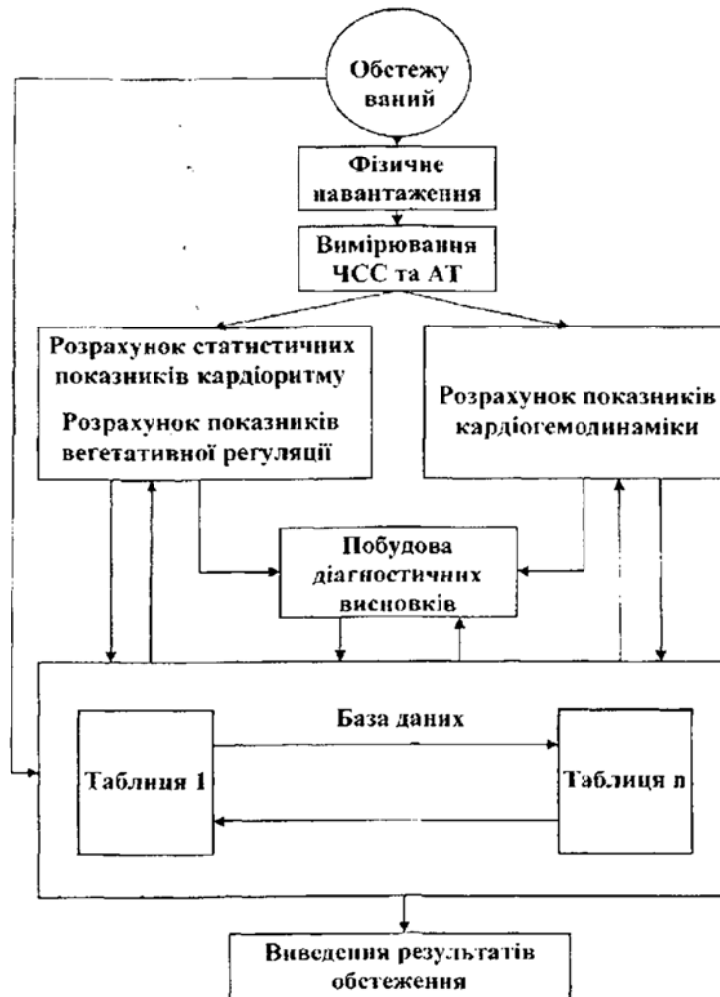 Обстежу
ваний
Фізичне
навантаження
Вимірювання
ЧСС та АТ
Розрахунок статистичних
показників кардіоритму
Розрахунок показників
вегетативної регуляції
Розрахунок показників
кардіогемодинаміки
Побудова
діагностичних
висновків
База даних
Таблиця 1
Таблиця n
Виведення результатів
обстеження